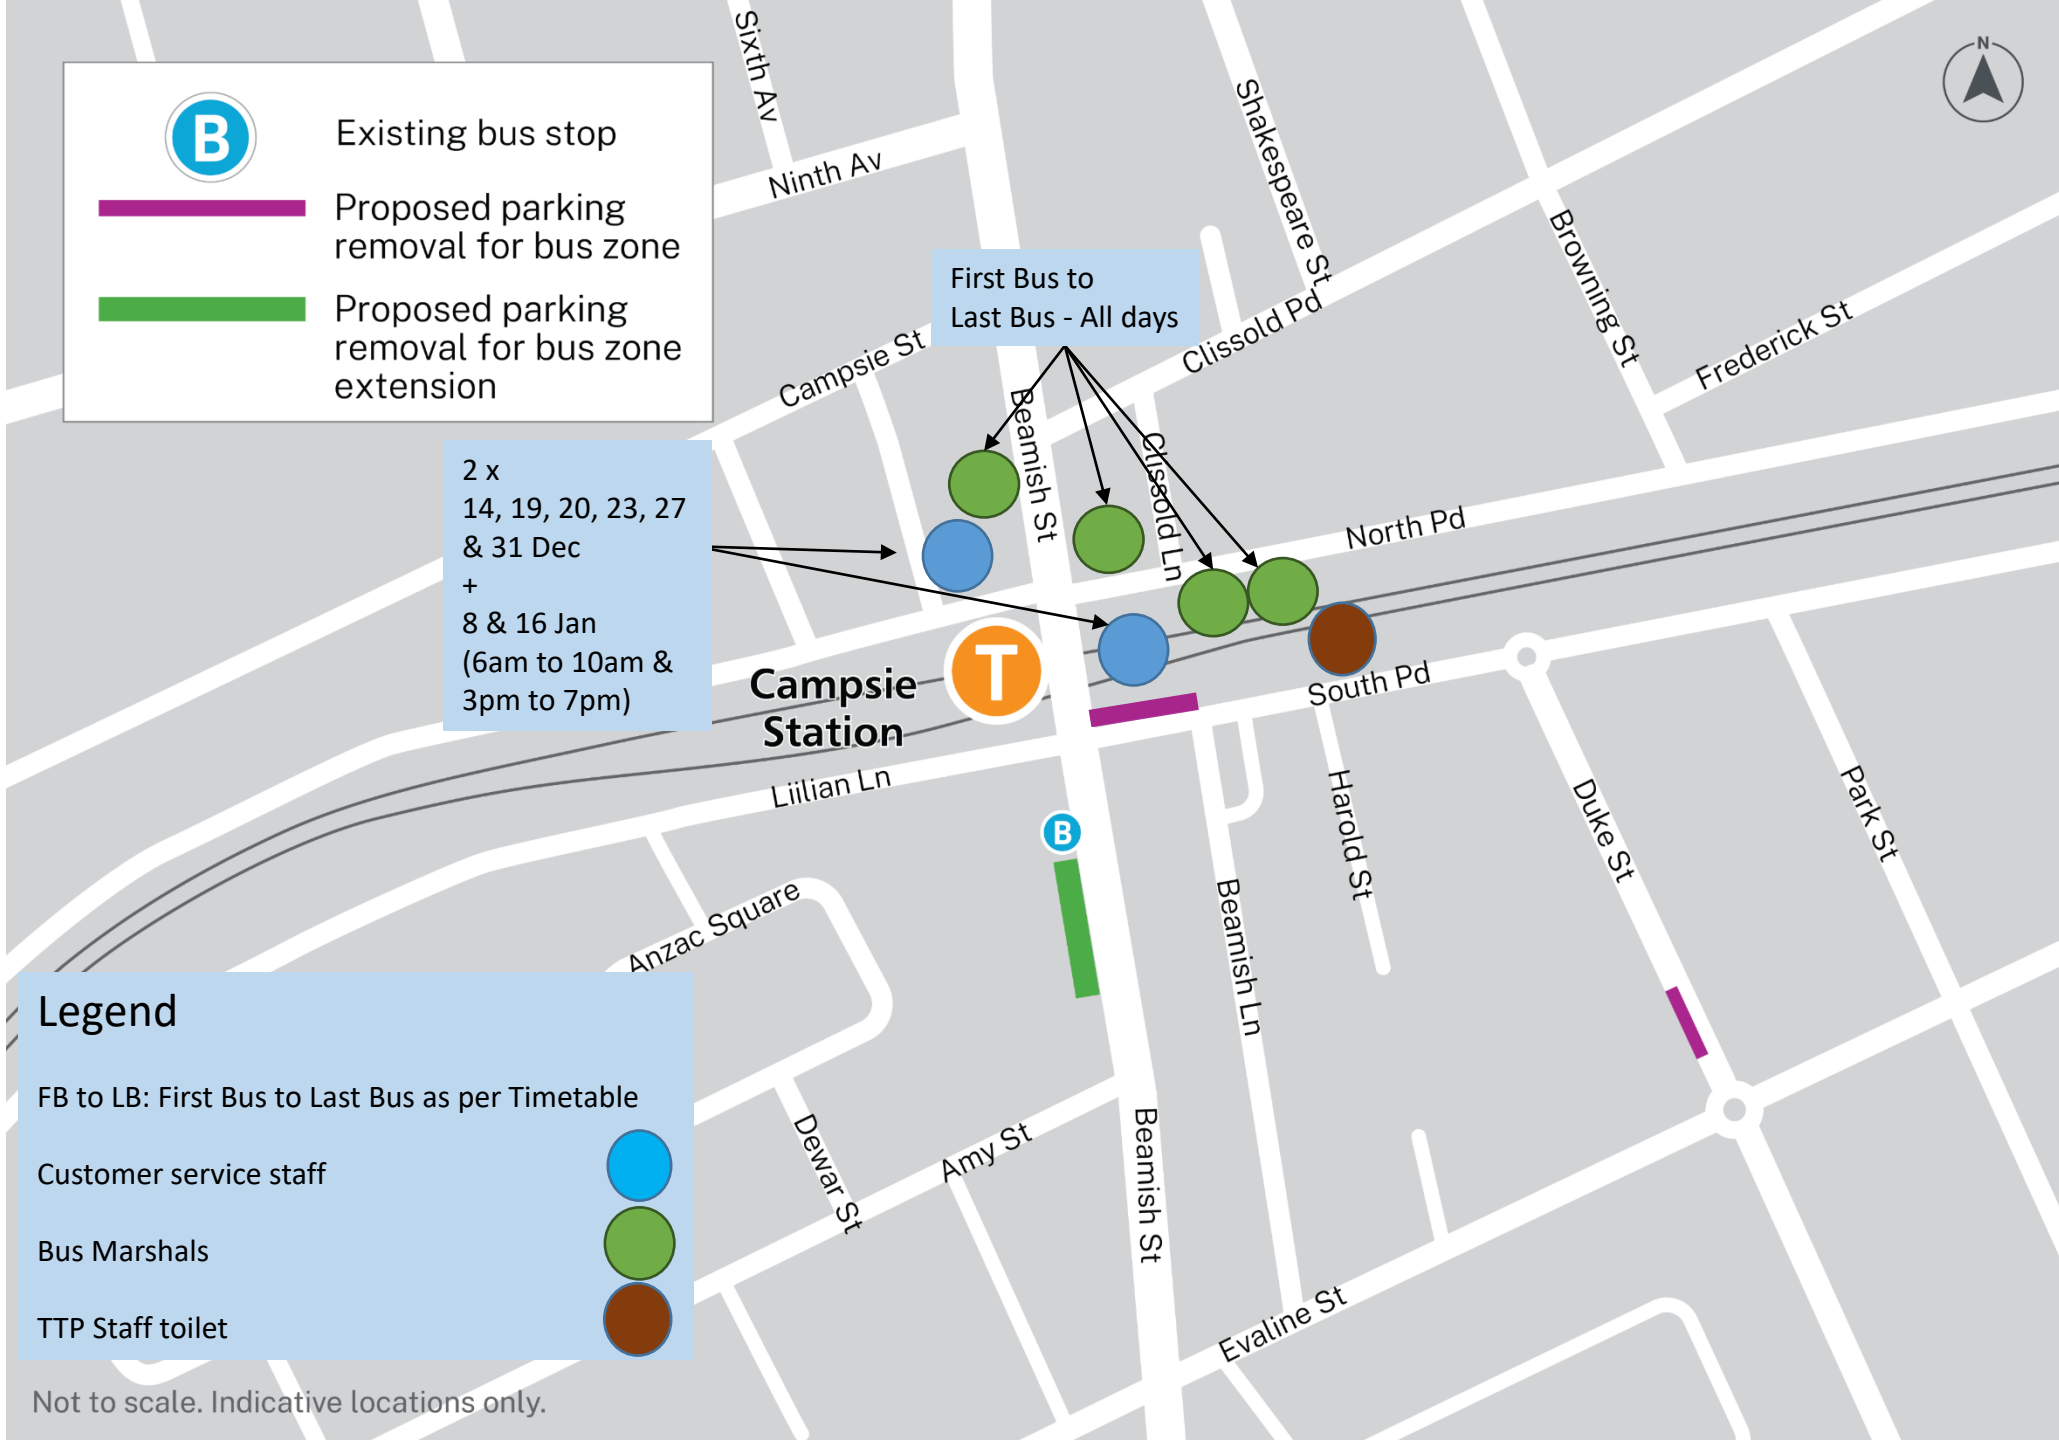 B
Existing bus stop
Proposed parking
removal for bus zone
Proposed parking
removal for bus zone
extension
N
Sixth Av
Ninth Av
Shakespeare St
Browning St
Frederick St
First Bus to
Last Bus - All days
Clissold Pd
Campsie St
Beamish St
Clissold Ln
North Pd
2 x
14, 19, 20, 23, 27
& 31 Dec
+
8 & 16 Jan
(6am to 10am &
3pm to 7pm)
T
Campsie
Station
South Pd
Liilian Ln
B
Harold St
Duke St
Park St
Anzac Square
Beamish Ln
Legend
FB to LB: First Bus to Last Bus as per Timetable
Customer service staff
Bus Marshals
TTP Staff toilet
Dewar St
Amy St
Beamish St
Evaline St
Not to scale. Indicative locations only.